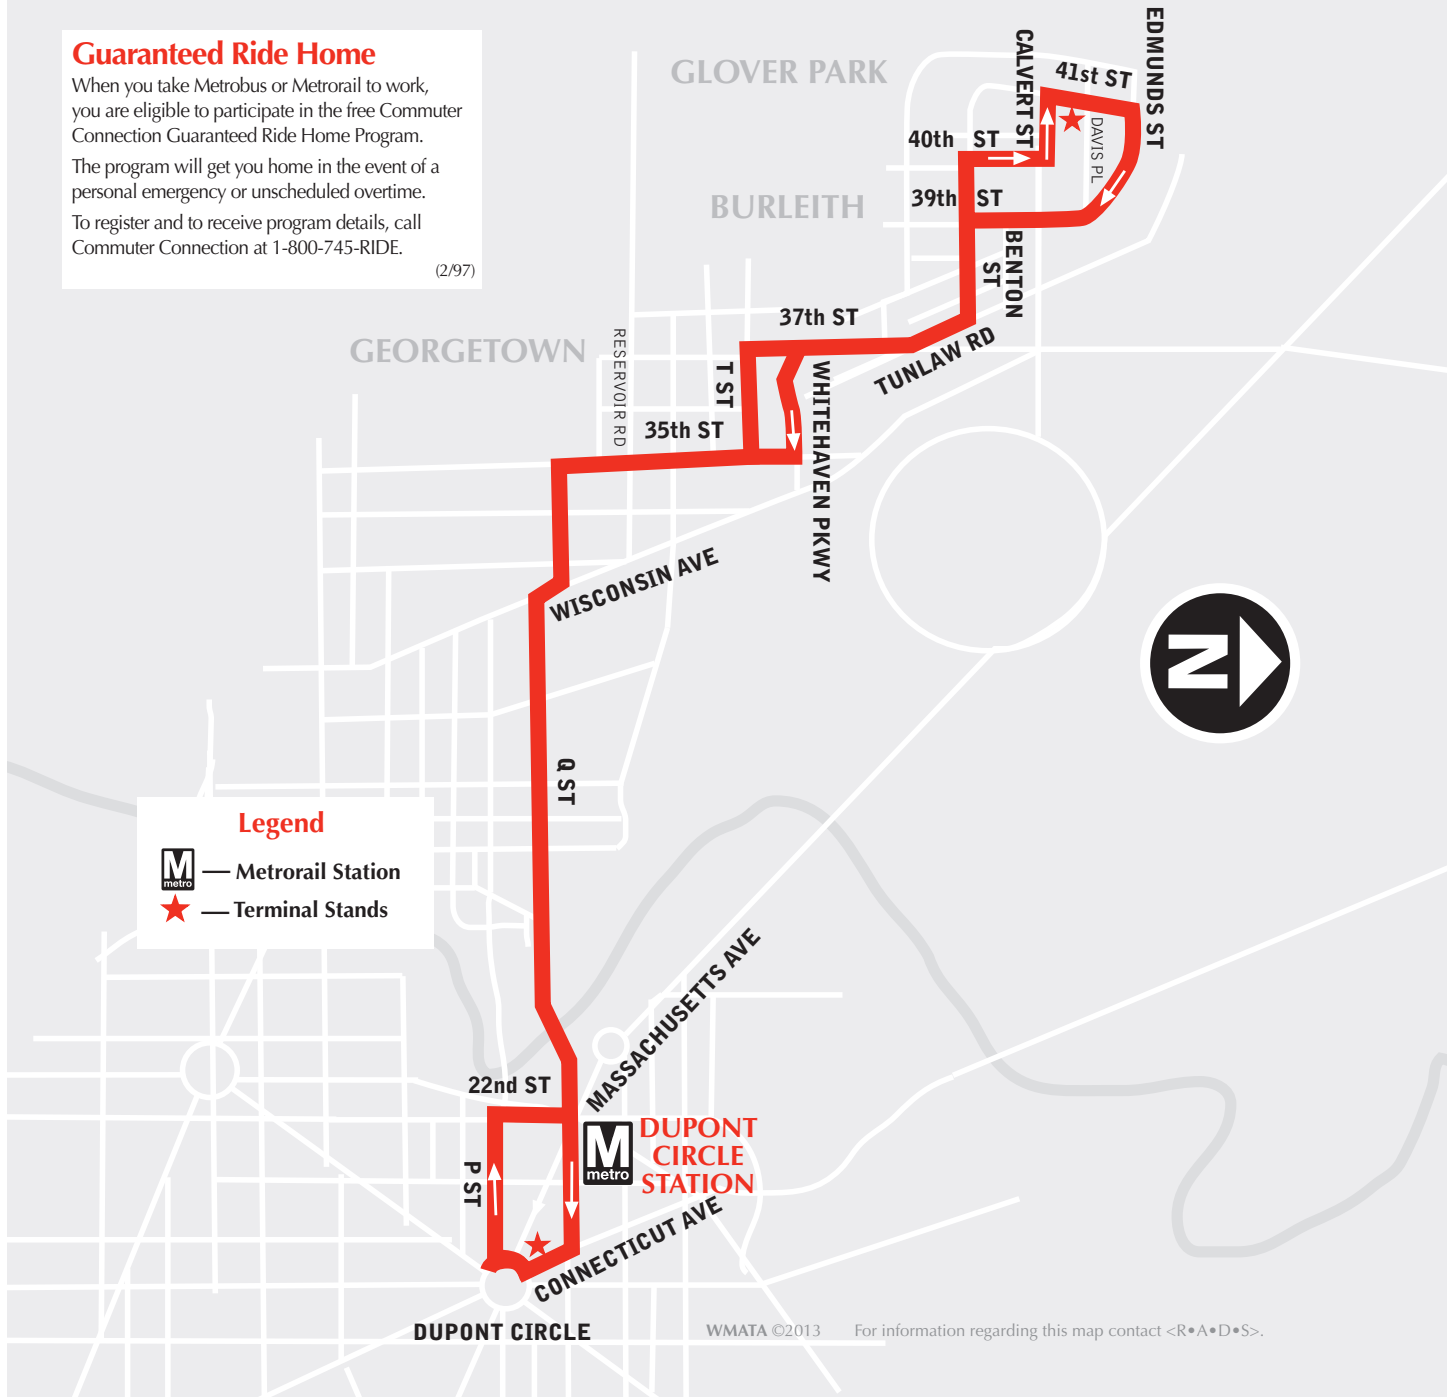 Guaranteed Ride Home
When you take Metrobus or Metrorail to work,
you are eligible to participate in the free Commuter
Connection Guaranteed Ride Home Program.
The program will get you home in the event of a
personal emergency or unscheduled overtime.
To register and to receive program details, call
Commuter Connection at 1-800-745-RIDE.
(2/97)
GLOVER PARK
CALVERT ST
41st ST
EDMUNDS ST
DAVIS PL
40th ST
39th ST
BURLEITH
BENTON
ST
37th ST
TUNLAW RD
GEORGETOWN
RESERVOIR RD
T ST
WHITEHAVEN PKWY
35th ST
WISCONSIN AVE
N
Q ST
Legend
M
metro
— Metrorail Station
— Terminal Stands
MASSACHUSETTS AVE
22nd ST
M
metro
DUPONT
CIRCLE
STATION
P ST
CONNECTICUT AVE
DUPONT CIRCLE
WMATA ©2013 For information regarding this map contact <R•A•D•S>.